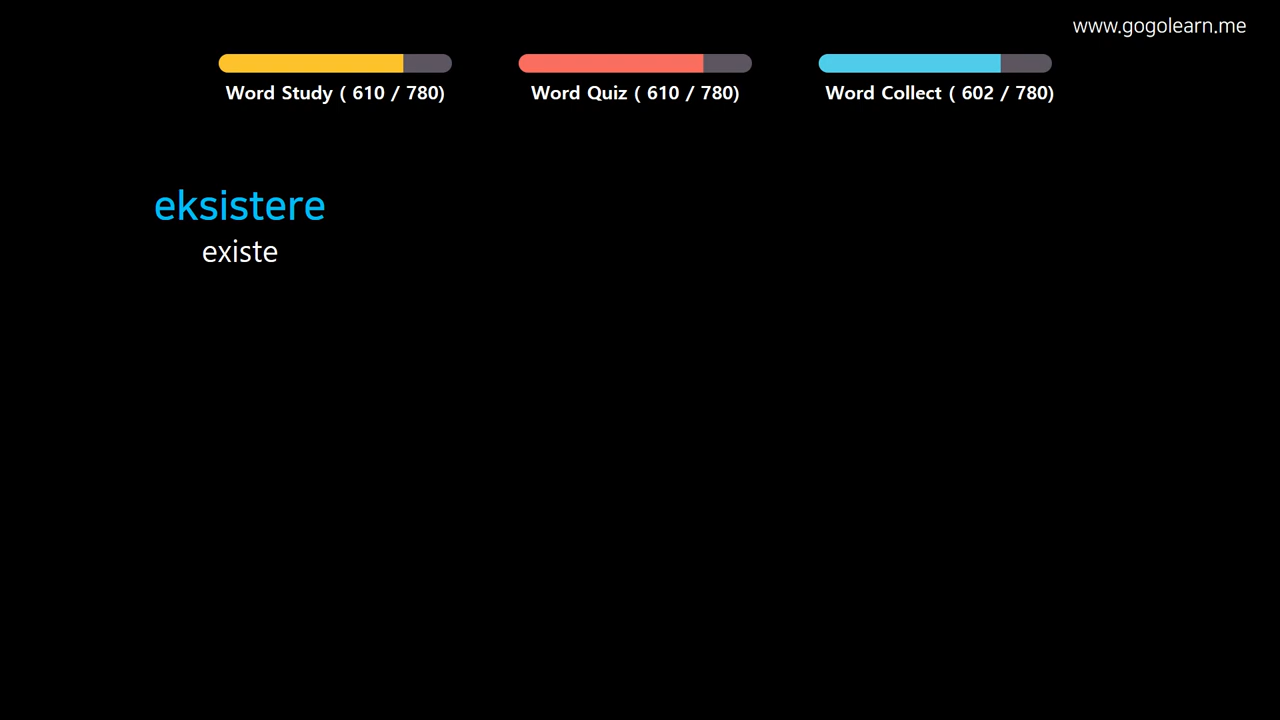 www.gogolearn.me
Word Study ( 610 / 780)
Word Quiz ( 610 / 780)
Word Collect ( 602 / 780)
eksistere
existe